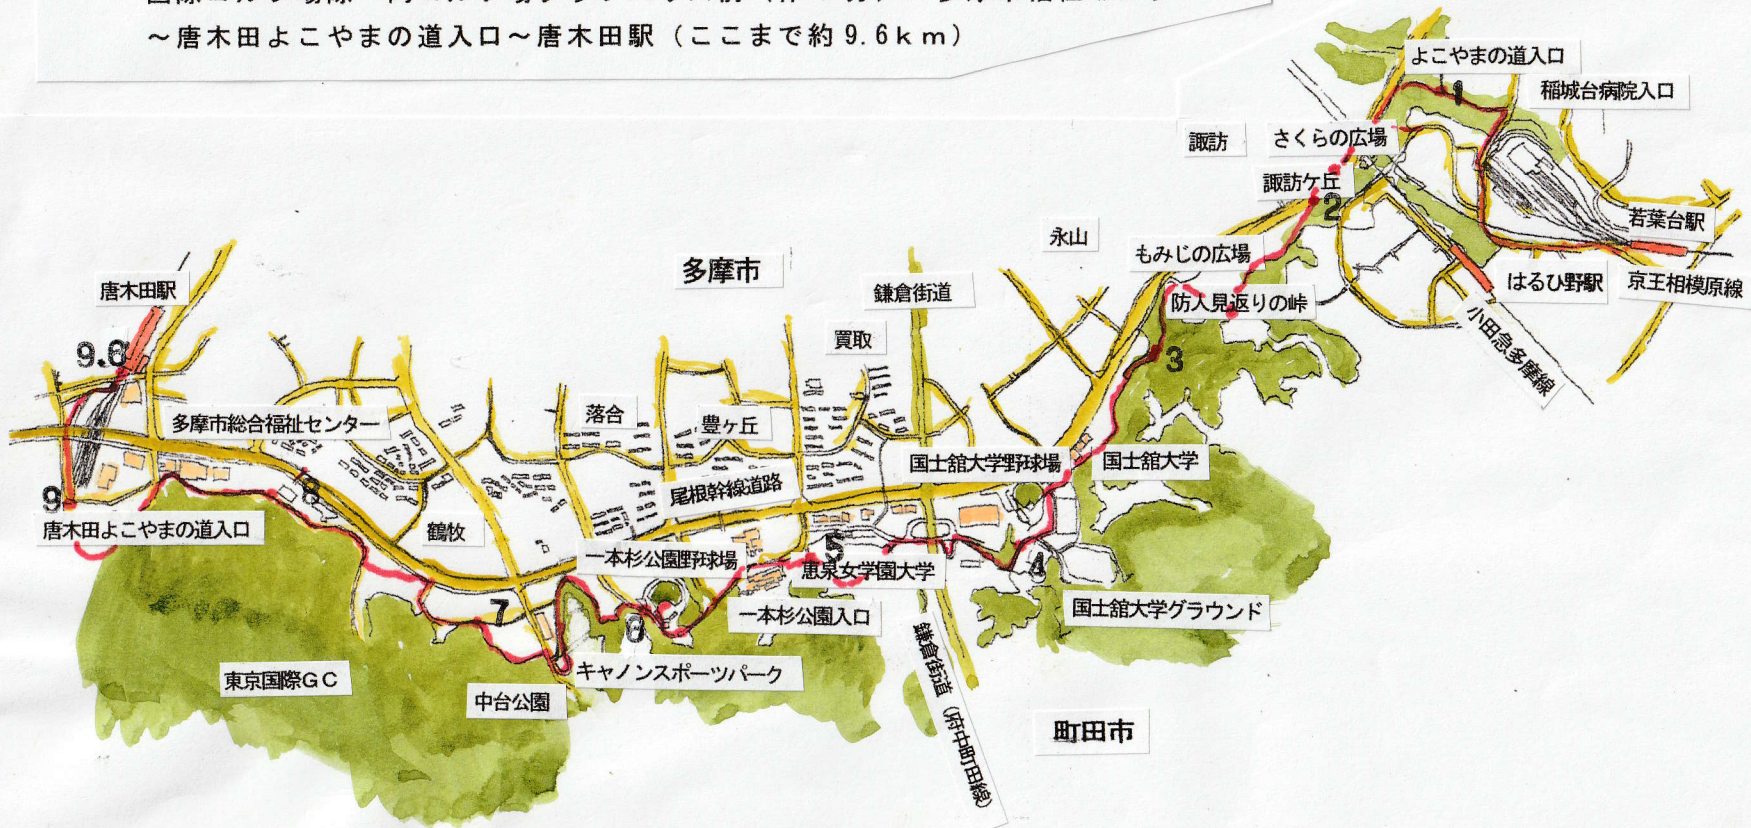 ～唐木田よこやまの道入口～唐木田駅（ここまで約9.6ｋｍ）
よこやまの道入口
1
稲城台病院入口
諏訪
さくらの広場
諏訪ケ丘
2
若葉台駅
永山
もみじの広場
多摩市
鎌倉街道
防人見返りの峠
はるひ野駅
京王相模原線
唐木田駅
小田急多摩線
買取
9.6
3
多摩市総合福祉センター
落合
豊ヶ丘
国士舘大学野球場
国士舘大学
尾根幹線道路
8
9
唐木田よこやまの道入口
鶴牧
一本杉公園野球場
5
恵泉女学園大学
4
7
6
一本杉公園入口
国士舘大学グラウンド
東京国際ＧＣ
キャノンスポーツパーク
中台公園
鎌倉街道（府中町田線）
町田市